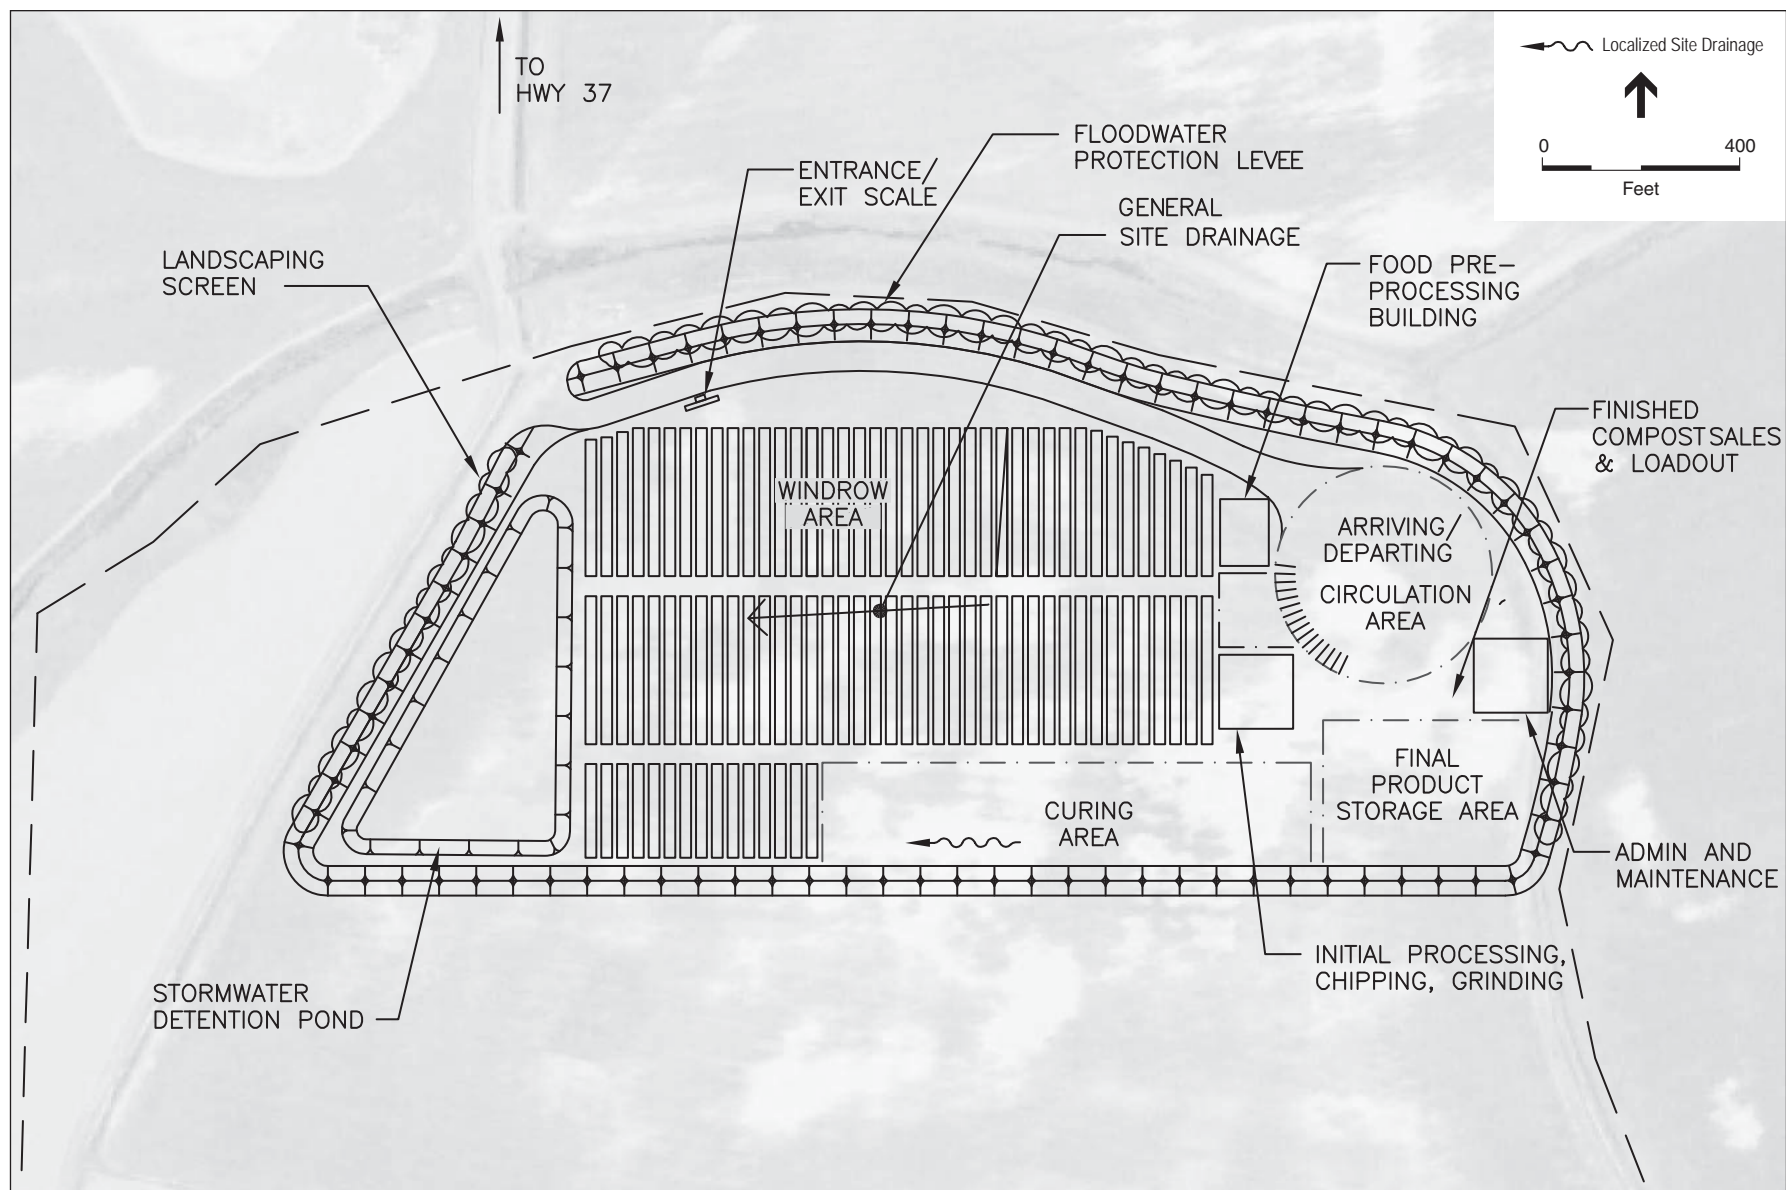 TO
HWY 37
Localized Site Drainage
0 400
Feet
FLOODWATER
PROTECTION LEVEE
ENTRANCE/
EXIT SCALE
GENERAL
SITE DRAINAGE
LANDSCAPING
SCREEN
FOOD PRE-
PROCESSING
BUILDING
FINISHED
COMPOST SALES
& LOADOUT
WINDROW
AREA
ARRIVING/
DEPARTING
CIRCULATION
AREA
FINAL
PRODUCT
STORAGE AREA
CURING
AREA
ADMIN AND
MAINTENANCE
INITIAL PROCESSING,
CHIPPING, GRINDING
STORMWATER
DETENTION POND